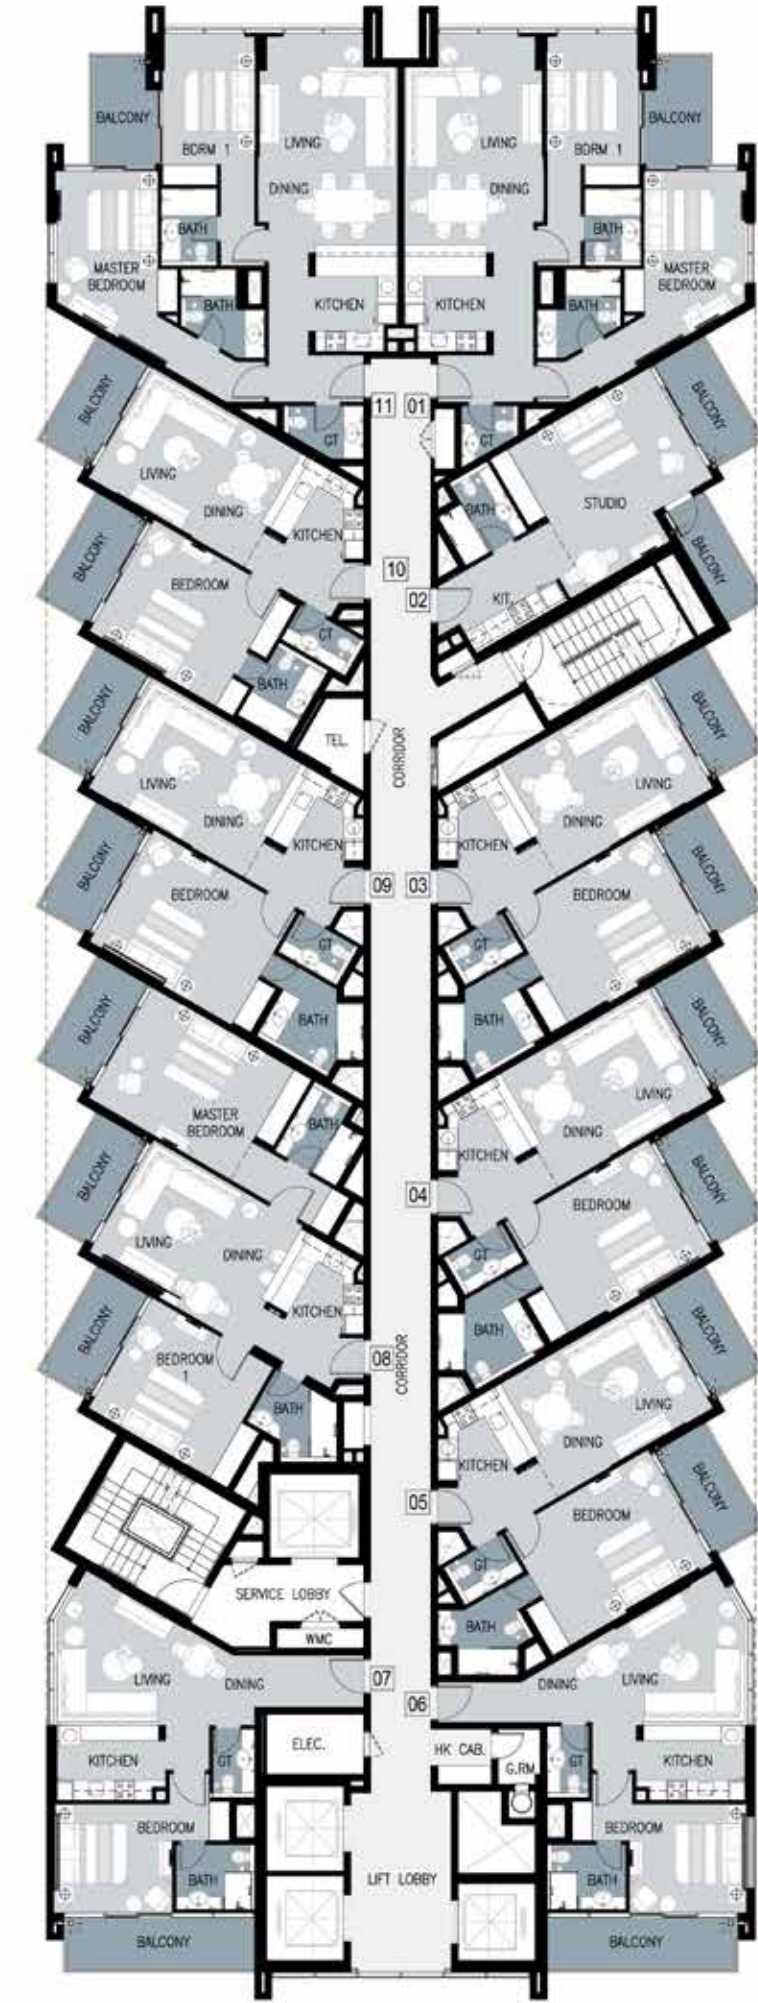 BALCONY
BDRM 1
LIVING
DINING
LIVING
DINING
BDRM 1
BALCONY
BATH
MASTER
BEDROOM
BATH
KITCHEN
KITCHEN
BATH
BATH
MASTER
BEDROOM
BALCONY
GT
11
01
GT
BALCONY
LIVING
DINING
KITCHEN
BATH
STUDIO
BALCONY
BEDROOM
10
02
KIT.
BALCONY
GT
BATH
BALCONY
TEL.
CORRIDOR
BALCONY
LIVING
DINING
KITCHEN
KITCHEN
DINING
LIVING
BALCONY
BEDROOM
09
03
BEDROOM
BALCONY
GT
GT
BATH
BATH
BALCONY
MASTER
BEDROOM
BATH
KITCHEN
DINING
LIVING
BALCONY
BALCONY
LIVING
DINING
04
BEDROOM
BALCONY
GT
BALCONY
KITCHEN
BATH
BALCONY
BEDROOM
1
08
CORRIDOR
BATH
KITCHEN
DINING
LIVING
05
BEDROOM
BALCONY
GT
SERVICE LOBBY
WMC
BATH
LIVING
DINING
07
06
DINING
LIVING
KITCHEN
GT
ELEC.
HK CAB.
G.RM
GT
KITCHEN
BEDROOM
BEDROOM
BATH
LIFT LOBBY
BATH
BALCONY
BALCONY